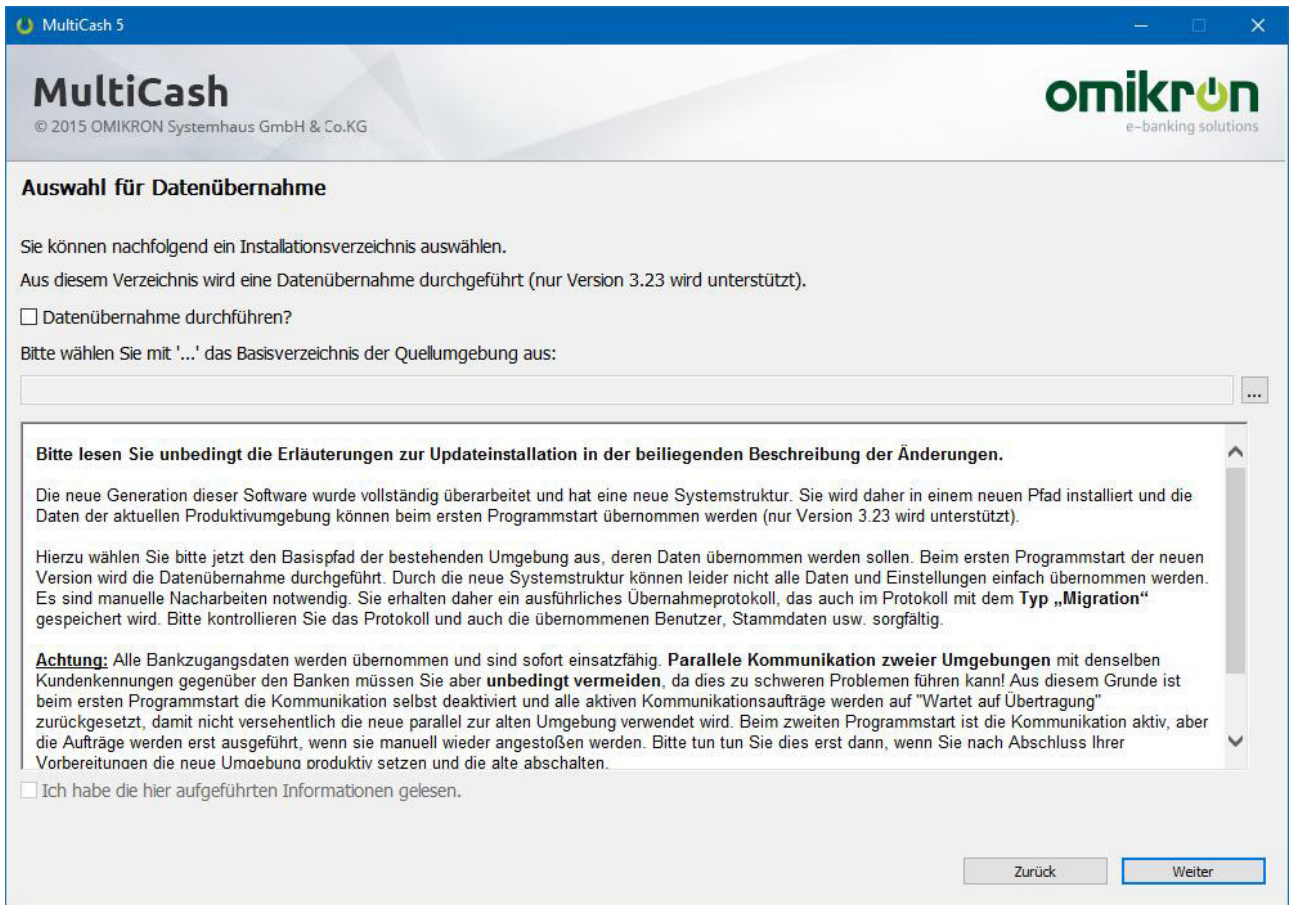 MultiCash 5
MultiCash
© 2015 OMIKRON Systemhaus GmbH & Co.KG
omikron
e-banking solutions
Auswahl für Datenübernahme
Sie können nachfolgend ein Installationsverzeichnis auswählen.
Aus diesem Verzeichnis wird eine Datenübernahme durchgeführt (nur Version 3.23 wird unterstützt).
Datenübernahme durchführen?
Bitte wählen Sie mit '...' das Basisverzeichnis der Quellumgebung aus:
...
Bitte lesen Sie unbedingt die Erläuterungen zur Updateinstallation in der beiliegenden Beschreibung der Änderungen.
Die neue Generation dieser Software wurde vollständig überarbeitet und hat eine neue Systemstruktur. Sie wird daher in einem neuen Pfad installiert und die
Daten der aktuellen Produktivumgebung können beim ersten Programmstart übernommen werden (nur Version 3.23 wird unterstützt).
Hierzu wählen Sie bitte jetzt den Basispfad der bestehenden Umgebung aus, deren Daten übernommen werden sollen. Beim ersten Programmstart der neuen
Version wird die Datenübernahme durchgeführt. Durch die neue Systemstruktur können leider nicht alle Daten und Einstellungen einfach übernommen werden.
Es sind manuelle Nacharbeiten notwendig. Sie erhalten daher ein ausführliches Übernahmeprotokoll, das auch im Protokoll mit dem Typ „Migration“
gespeichert wird. Bitte kontrollieren Sie das Protokoll und auch die übernommenen Benutzer, Stammdaten usw. sorgfältig.
Achtung: Alle Bankzugangsdaten werden übernommen und sind sofort einsatzfähig. Parallele Kommunikation zweier Umgebungen mit denselben
Kundenkennungen gegenüber den Banken müssen Sie aber unbedingt vermeiden, da dies zu schweren Problemen führen kann! Aus diesem Grunde ist
beim ersten Programmstart die Kommunikation selbst deaktiviert und alle aktiven Kommunikationsaufträge werden auf "Wartet auf Übertragung"
zurückgesetzt, damit nicht versehentlich die neue parallel zur alten Umgebung verwendet wird. Beim zweiten Programmstart ist die Kommunikation aktiv, aber
die Aufträge werden erst ausgeführt, wenn sie manuell wieder angestoßen werden. Bitte tun tun Sie dies erst dann, wenn Sie nach Abschluss Ihrer
Vorbereitungen die neue Umgebung produktiv setzen und die alte abschalten.
Ich habe die hier aufgeführten Informationen gelesen.
Zurück
Weiter